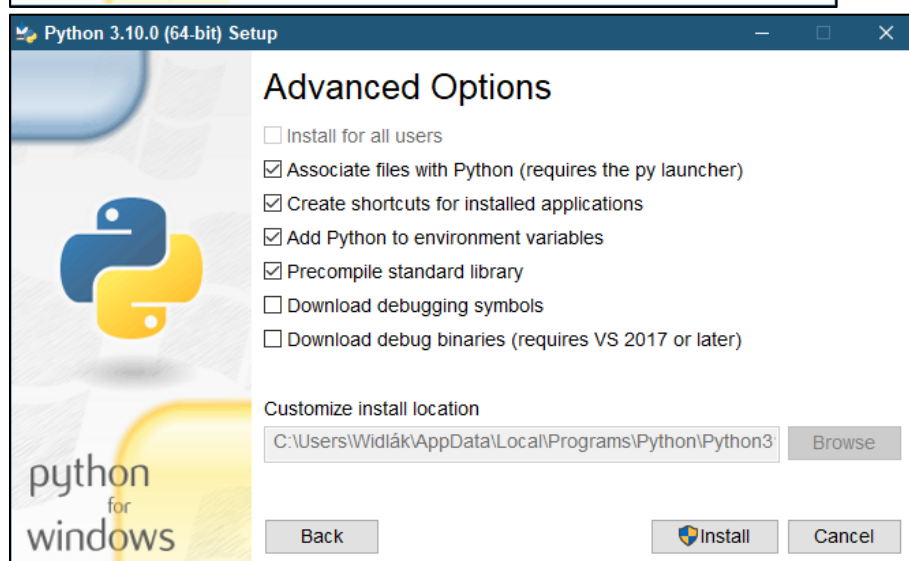 Python 3.10.0 (64-bit) Setup
Advanced Options
Install for all users
Associate files with Python (requires the py launcher)
Create shortcuts for installed applications
Add Python to environment variables
Precompile standard library
Download debugging symbols
Download debug binaries (requires VS 2017 or later)
Customize install location
C:\Users\Widlák\AppData\Local\Programs\Python\Python3
Browse
python
for
windows
Back
Install
Cancel